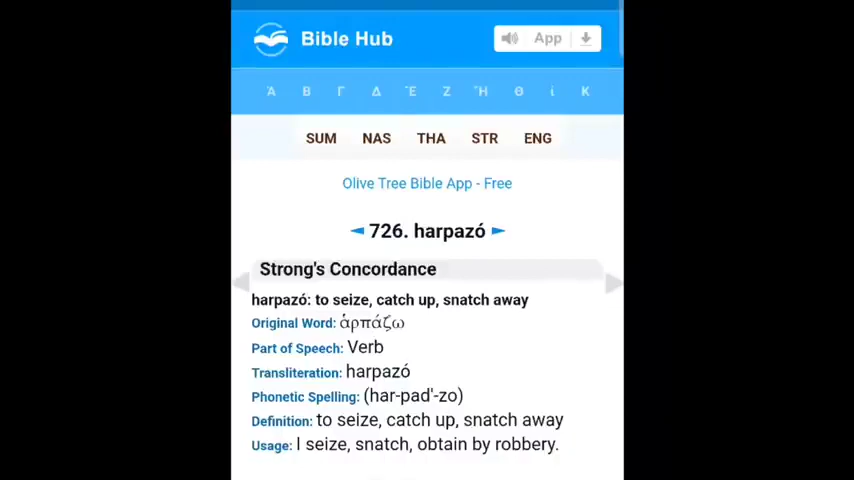 Bible Hub
App
Ά Β Γ Δ Έ Ζ Ή Θ ί Κ
SUM NAS THA STR ENG
Olive Tree Bible App - Free
◄ 726. harpazó ►
Strong's Concordance
harpazó: to seize, catch up, snatch away
Original Word: ἁρπάζω
Part of Speech: Verb
Transliteration: harpazó
Phonetic Spelling: (har-pad'-zo)
Definition: to seize, catch up, snatch away
Usage: I seize, snatch, obtain by robbery.